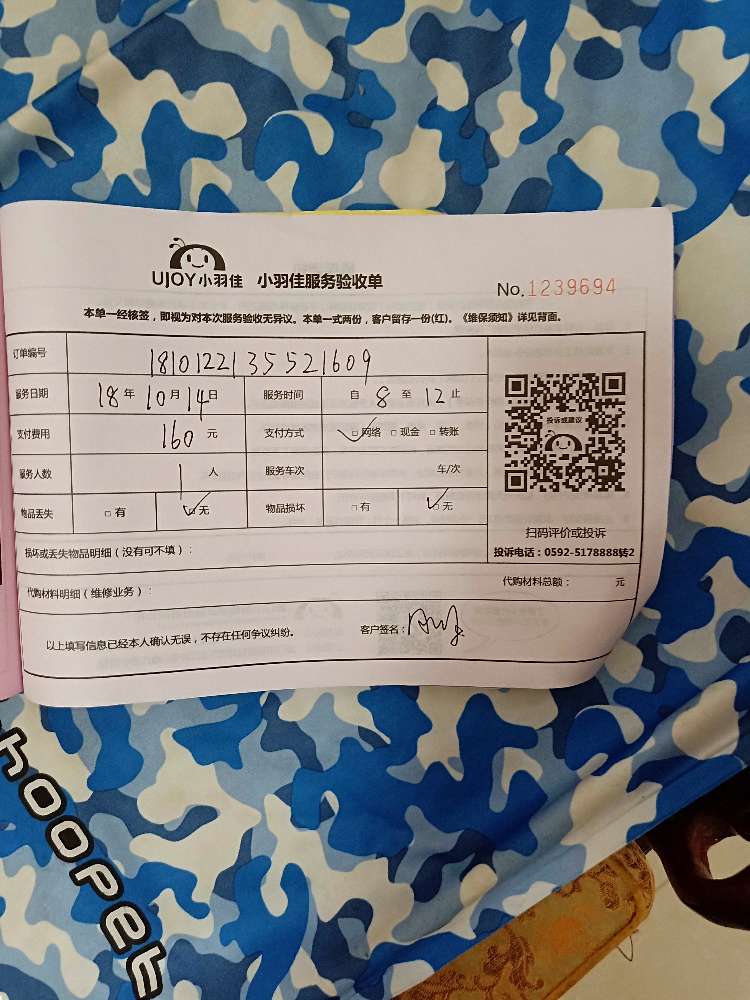 UJOY小羽佳 小羽佳服务验收单
No.1239694
本单一经核签，即视为对本次服务验收无异议。本单一式两份，客户留存一份(红)。《维保须知》详见背面。
订单编号 181012213552​1609
服务日期 18年10月14日 服务时间 自 8 至 12 止
支付费用 160 元 支付方式 ☑网络 □现金 □转账
服务人数 1 人 服务车次 车/次
物品丢失 □有 ☑无 物品损坏 □有 ☑无
投诉或建议
扫码评价或投诉
投诉电话：0592-5178888转2
损坏或丢失物品明细（没有可不填）：
代购材料明细（维修业务）： 代购材料总额： 元
以上填写信息已经本人确认无误，不存在任何争议纠纷。 客户签名：
hoopet